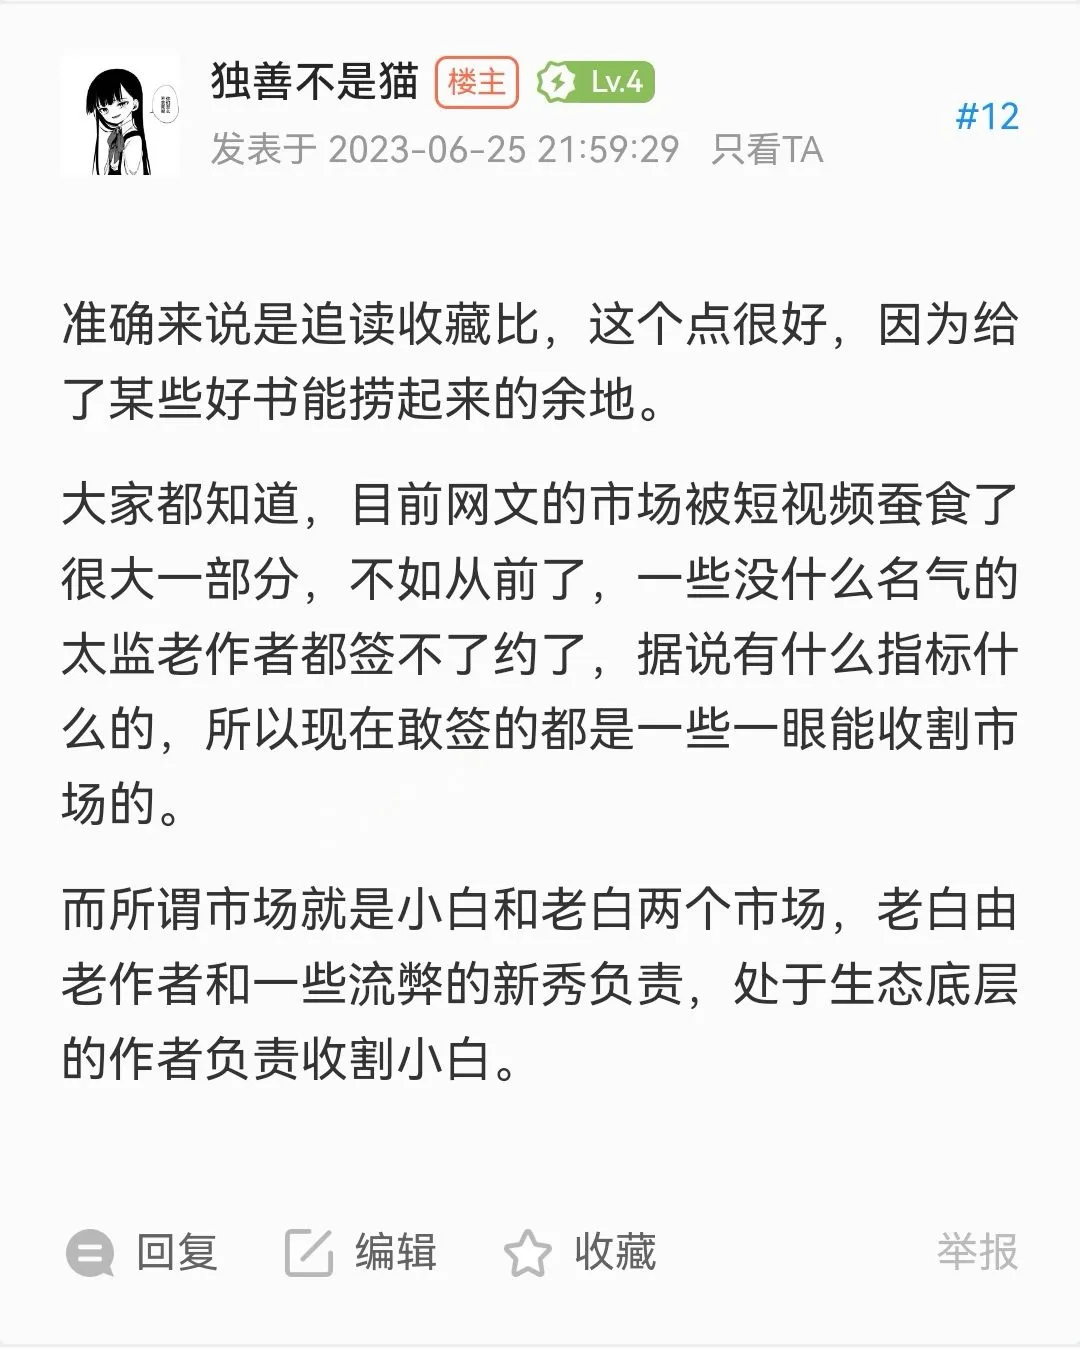 独善不是猫 楼主 Lv.4
#12
发表于 2023-06-25 21:59:29 只看TA
准确来说是追读收藏比，这个点很好，因为给
了某些好书能捞起来的余地。
大家都知道，目前网文的市场被短视频蚕食了
很大一部分，不如从前了，一些没什么名气的
太监老作者都签不了约了，据说有什么指标什
么的，所以现在敢签的都是一些一眼能收割市
场的。
而所谓市场就是小白和老白两个市场，老白由
老作者和一些流弊的新秀负责，处于生态底层
的作者负责收割小白。
回复 编辑 收藏 举报